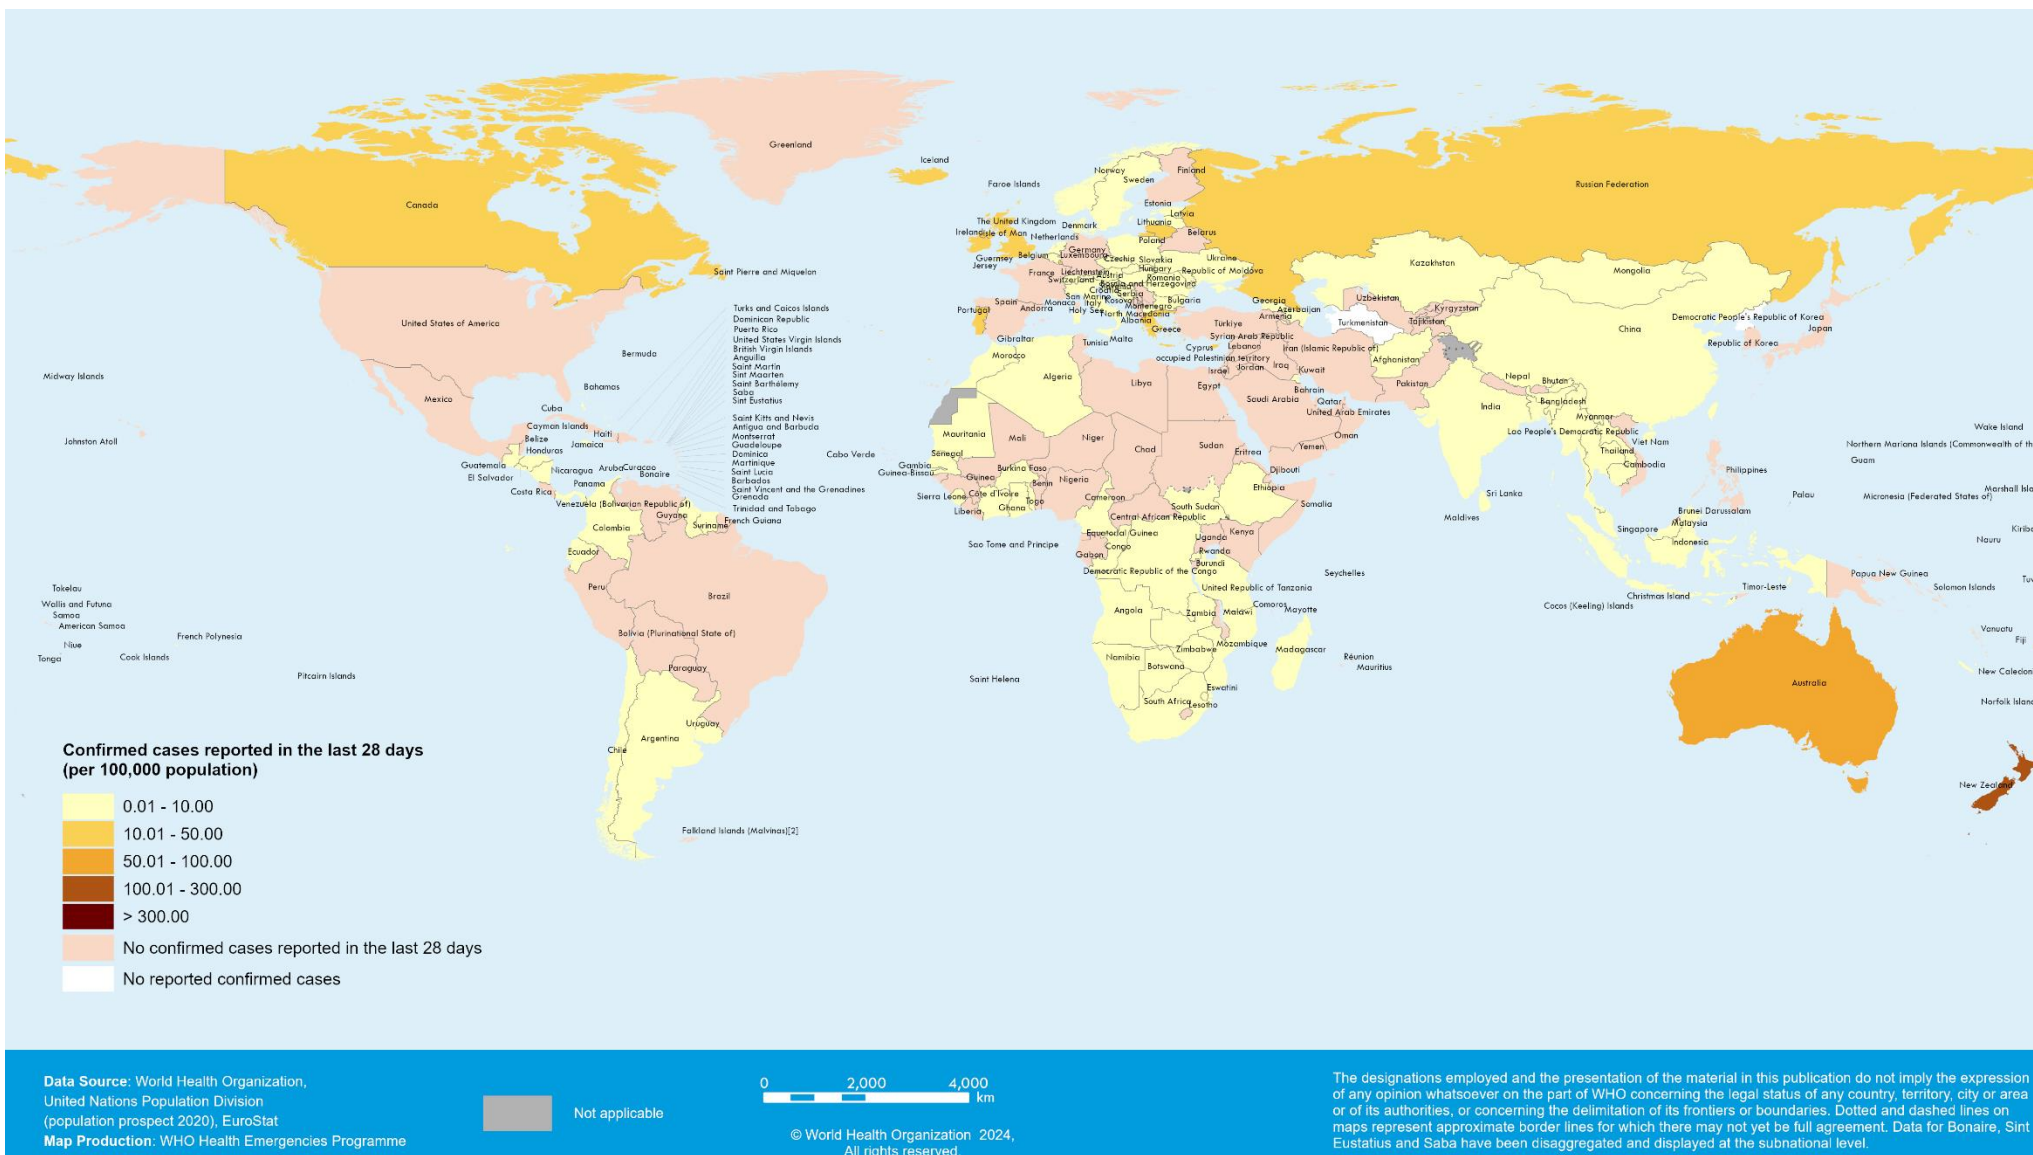 Greenland
Iceland
Faroe Islands
Norway
Sweden
Finland
Russian Federation
Canada
Estonia
Latvia
The United Kingdom
Denmark
Lithuania
Ireland
Isle of Man
Netherlands
Poland
Belarus
Germany
Guernsey
Belgium
Luxembourg
Czechia
Slovakia
Ukraine
Jersey
France
Liechtenstein
Austria
Hungary
Republic of Moldova
Kazakhstan
Mongolia
Saint Pierre and Miquelon
Switzerland
Romania
Bosnia and Herzegovina
Croatia
Serbia
San Marino
Spain
Andorra
Monaco
Italy
Kosovo
Bulgaria
Georgia
Uzbekistan
Portugal
Holy See
Montenegro
North Macedonia
Azerbaijan
Kyrgyzstan
Albania
Armenia
Turkmenistan
Tajikistan
Democratic People's Republic of Korea
United States of America
Greece
Türkiye
China
Japan
Gibraltar
Tunisia
Malta
Syrian Arab Republic
Republic of Korea
Cyprus
Lebanon
Iran (Islamic Republic of)
Morocco
occupied Palestinian territory
Afghanistan
Israel
Jordan
Iraq
Kuwait
Turks and Caicos Islands
Dominican Republic
Puerto Rico
United States Virgin Islands
British Virgin Islands
Anguilla
Saint Martin
Sint Maarten
Saint Barthélemy
Saba
Sint Eustatius
Saint Kitts and Nevis
Antigua and Barbuda
Montserrat
Guadeloupe
Dominica
Martinique
Saint Lucia
Barbados
Saint Vincent and the Grenadines
Grenada
Trinidad and Tobago
Bermuda
Midway Islands
Bahamas
Algeria
Libya
Egypt
Bahrain
Pakistan
Nepal
Bhutan
Mexico
Saudi Arabia
Qatar
United Arab Emirates
India
Bangladesh
Cuba
Myanmar
Cayman Islands
Haiti
Lao People's Democratic Republic
Wake Island
Johnston Atoll
Belize
Jamaica
Mauritania
Mali
Niger
Oman
Viet Nam
Northern Mariana Islands (Commonwealth of th
Honduras
Cabo Verde
Senegal
Chad
Sudan
Eritrea
Yemen
Thailand
Guam
Guatemala
Nicaragua
Aruba
Curacao
Bonaire
Gambia
Guinea-Bissau
Burkina Faso
Djibouti
Cambodia
Philippines
El Salvador
Panama
Guinea
Benin
Nigeria
Costa Rica
Sierra Leone
Côte d'Ivoire
Togo
Cameroon
Ethiopia
Sri Lanka
Palau
Micronesia (Federated States of)
Marshall Isla
Venezuela (Bolivarian Republic of)
Guyana
Liberia
Ghana
South Sudan
Somalia
Maldives
Brunei Darussalam
Colombia
Suriname
French Guiana
Central African Republic
Singapore
Malaysia
Kiriba
Equatorial Guinea
Uganda
Kenya
Indonesia
Nauru
Ecuador
Sao Tome and Principe
Gabon
Congo
Rwanda
Burundi
Democratic Republic of the Congo
Seychelles
Papua New Guinea
Tokelau
Peru
Brazil
United Republic of Tanzania
Timor-Leste
Solomon Islands
Tuv
Wallis and Futuna
Christmas Island
Cocos (Keeling) Islands
Samoa
American Samoa
Angola
Zambia
Malawi
Comoros
Mayotte
French Polynesia
Bolivia (Plurinational State of)
Vanuatu
Fiji
Niue
Tonga
Cook Islands
Mozambique
Zimbabwe
Madagascar
Namibia
Botswana
Réunion
Mauritius
Paraguay
Pitcairn Islands
Saint Helena
Eswatini
Australia
New Caledon
South Africa
Lesotho
Norfolk Island
Uruguay
Argentina
Chile
New Zealand
Falkland Islands (Malvinas)[2]
Confirmed cases reported in the last 28 days
(per 100,000 population)
0.01 - 10.00
10.01 - 50.00
50.01 - 100.00
100.01 - 300.00
> 300.00
No confirmed cases reported in the last 28 days
No reported confirmed cases
Data Source: World Health Organization,
United Nations Population Division
(population prospect 2020), EuroStat
Map Production: WHO Health Emergencies Programme
Not applicable
0 2,000 4,000
km
© World Health Organization 2024,
All rights reserved.
The designations employed and the presentation of the material in this publication do not imply the expression
of any opinion whatsoever on the part of WHO concerning the legal status of any country, territory, city or area
or of its authorities, or concerning the delimitation of its frontiers or boundaries. Dotted and dashed lines on
maps represent approximate border lines for which there may not yet be full agreement. Data for Bonaire, Sint
Eustatius and Saba have been disaggregated and displayed at the subnational level.